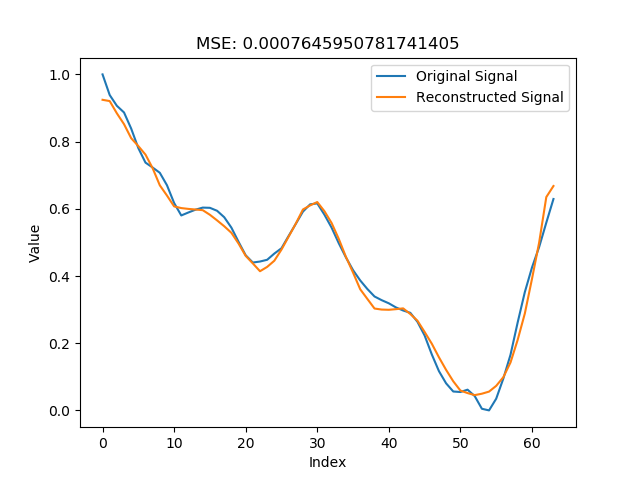 MSE: 0.0007645950781741405
Original Signal
Reconstructed Signal
1.0
0.8
0.6
0.4
0.2
0.0
Value
0 10 20 30 40 50 60
Index